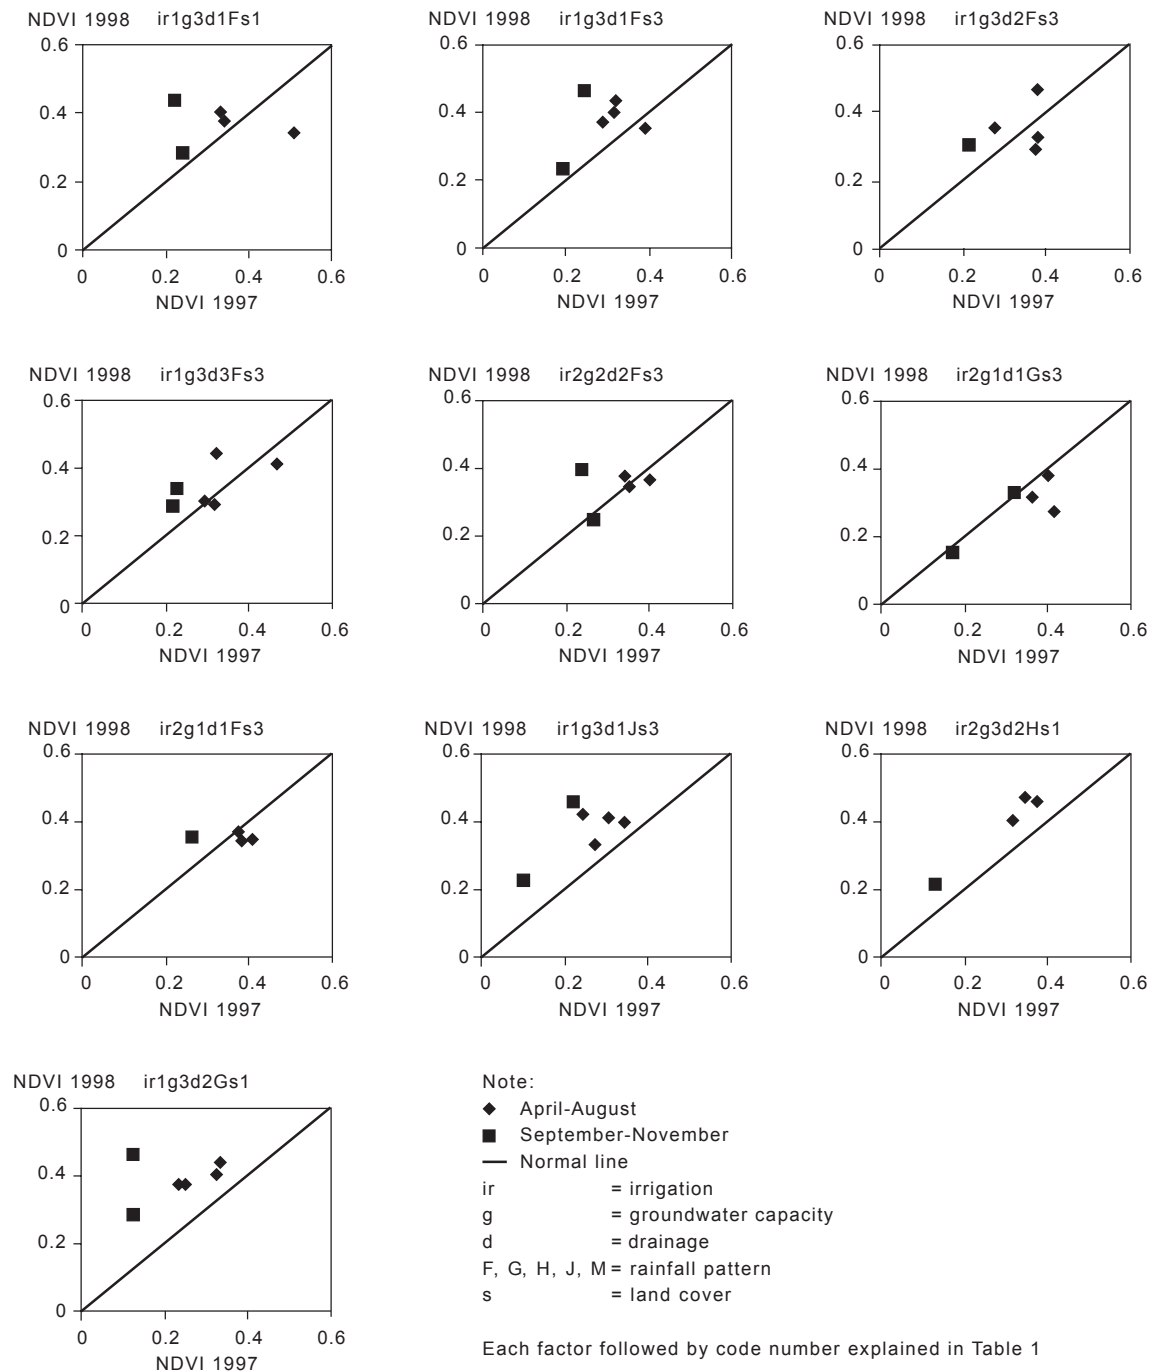 NDVI 1998 ir1g3d1Fs1
0.6
0.4
0.2
0
0 0.2 0.4 0.6
NDVI 1997
NDVI 1998 ir1g3d1Fs3
0.6
0.4
0.2
0
0 0.2 0.4 0.6
NDVI 1997
NDVI 1998 ir1g3d2Fs3
0.6
0.4
0.2
0
0 0.2 0.4 0.6
NDVI 1997
NDVI 1998 ir1g3d3Fs3
0.6
0.4
0.2
0
0 0.2 0.4 0.6
NDVI 1997
NDVI 1998 ir2g2d2Fs3
0.6
0.4
0.2
0
0 0.2 0.4 0.6
NDVI 1997
NDVI 1998 ir2g1d1Gs3
0.6
0.4
0.2
0
0 0.2 0.4 0.6
NDVI 1997
NDVI 1998 ir2g1d1Fs3
0.6
0.4
0.2
0
0 0.2 0.4 0.6
NDVI 1997
NDVI 1998 ir1g3d1Js3
0.6
0.4
0.2
0
0 0.2 0.4 0.6
NDVI 1997
NDVI 1998 ir2g3d2Hs1
0.6
0.4
0.2
0
0 0.2 0.4 0.6
NDVI 1997
NDVI 1998 ir1g3d2Gs1
0.6
0.4
0.2
0
0 0.2 0.4 0.6
NDVI 1997
Note:
April-August
September-November
Normal line
ir = irrigation
g = groundwater capacity
d = drainage
F, G, H, J, M = rainfall pattern
s = land cover
Each factor followed by code number explained in Table 1